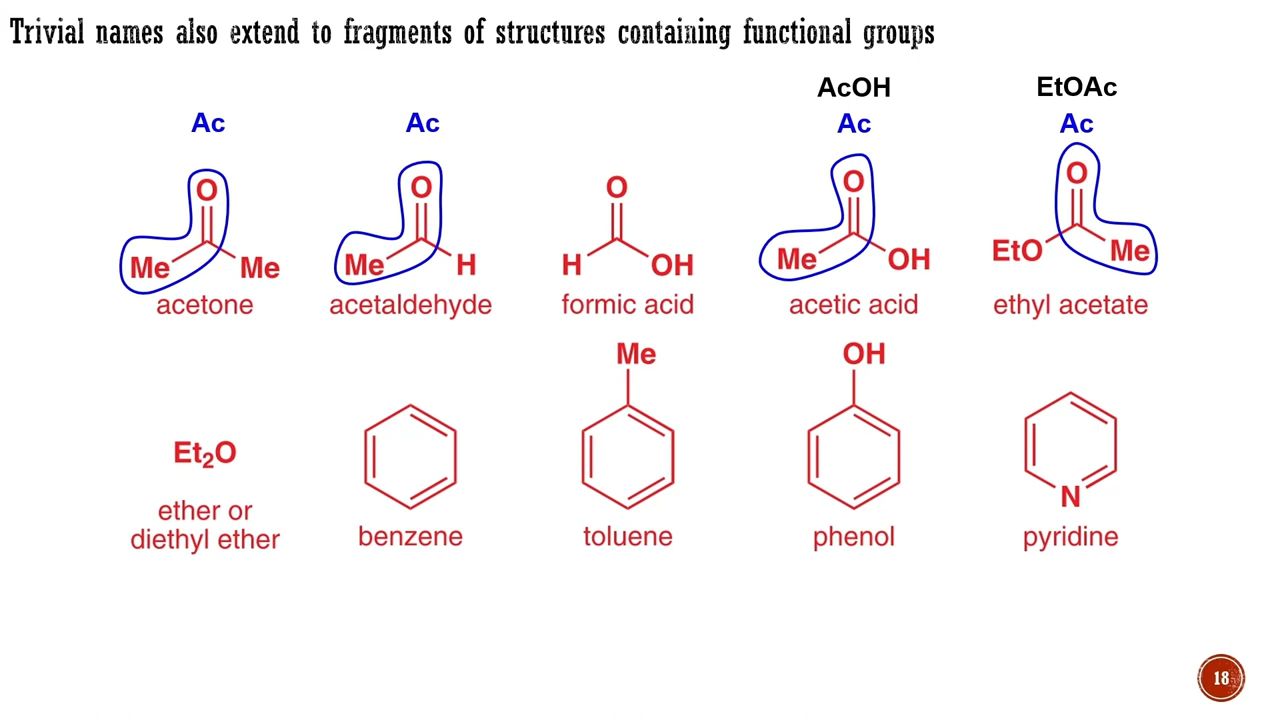 Trivial names also extend to fragments of structures containing functional groups
AcOH
EtOAc
Ac
Ac
Ac
Ac
O
Me
Me
acetone
O
Me
H
acetaldehyde
O
H
OH
formic acid
O
Me
OH
acetic acid
O
EtO
Me
ethyl acetate
Et₂O
ether or
diethyl ether
benzene
Me
toluene
OH
phenol
N
pyridine
18